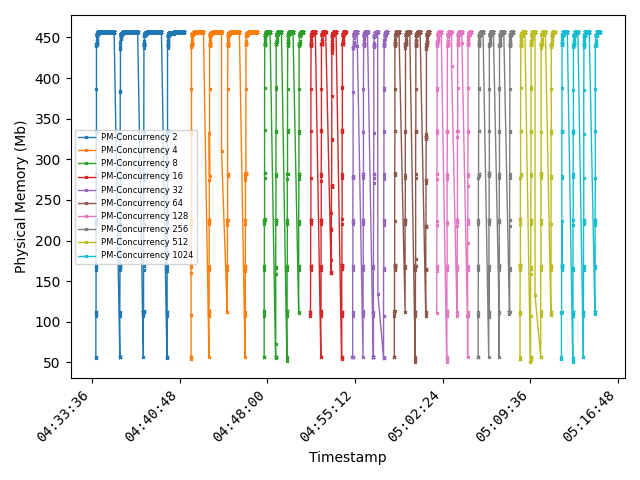 Physical Memory (Mb)
450
400
350
300
250
200
150
100
50
PM-Concurrency 2
PM-Concurrency 4
PM-Concurrency 8
PM-Concurrency 16
PM-Concurrency 32
PM-Concurrency 64
PM-Concurrency 128
PM-Concurrency 256
PM-Concurrency 512
PM-Concurrency 1024
04:33:36
04:40:48
04:48:00
04:55:12
05:02:24
05:09:36
05:16:48
Timestamp